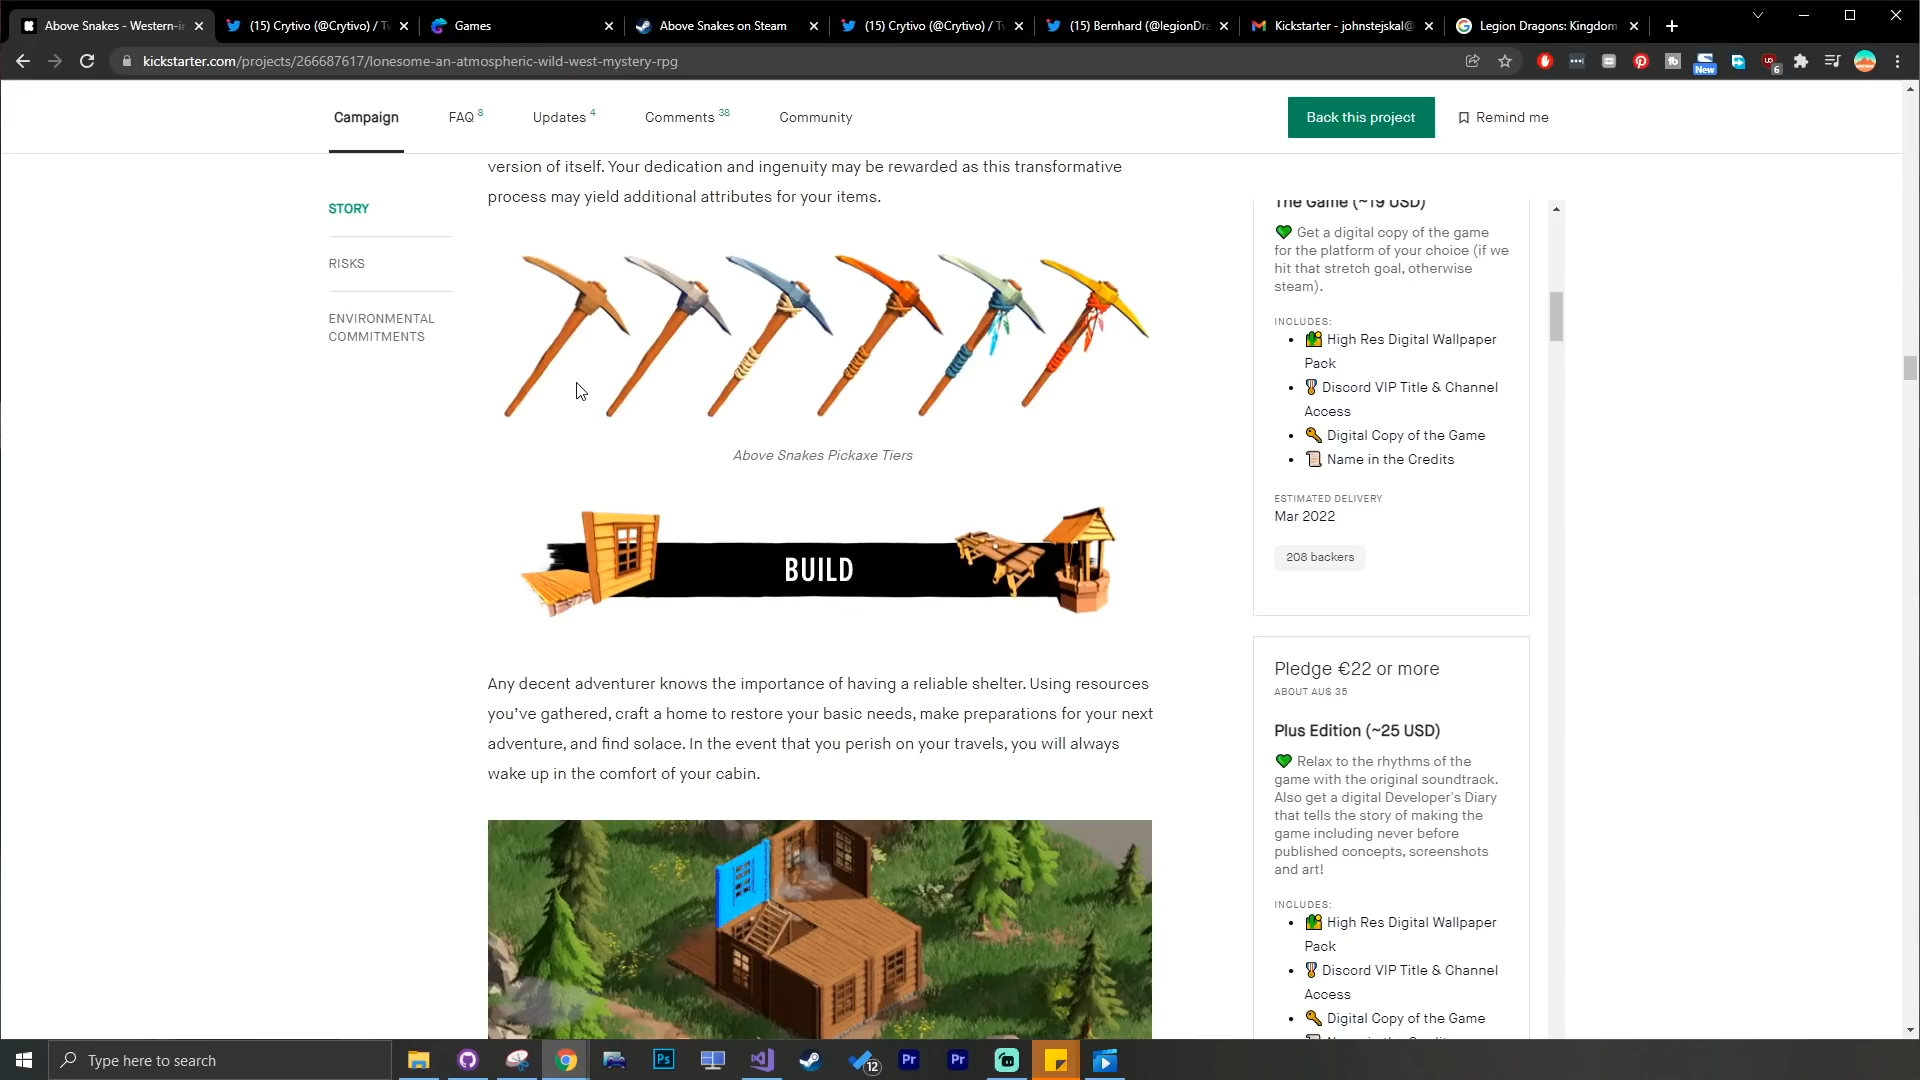 Above Snakes - Western-in
(15) Crytivo (@Crytivo) / Tw
Games
Above Snakes on Steam
(15) Crytivo (@Crytivo) / Tw
(15) Bernhard (@legionDra
Kickstarter - johnstejskal@
Legion Dragons: Kingdom
kickstarter.com/projects/266687617/lonesome-an-atmospheric-wild-west-mystery-rpg
New
6
Campaign
FAQ 8
Updates 4
Comments 38
Community
Back this project
Remind me
STORY
RISKS
ENVIRONMENTAL
COMMITMENTS
version of itself. Your dedication and ingenuity may be rewarded as this transformative
process may yield additional attributes for your items.
Above Snakes Pickaxe Tiers
BUILD
Any decent adventurer knows the importance of having a reliable shelter. Using resources
you've gathered, craft a home to restore your basic needs, make preparations for your next
adventure, and find solace. In the event that you perish on your travels, you will always
wake up in the comfort of your cabin.
The Game (~19 USD)
Get a digital copy of the game
for the platform of your choice (if we
hit that stretch goal, otherwise
steam).
INCLUDES:
High Res Digital Wallpaper
Pack
Discord VIP Title & Channel
Access
Digital Copy of the Game
Name in the Credits
ESTIMATED DELIVERY
Mar 2022
208 backers
Pledge €22 or more
ABOUT AU$ 35
Plus Edition (~25 USD)
Relax to the rhythms of the
game with the original soundtrack.
Also get a digital Developer's Diary
that tells the story of making the
game including never before
published concepts, screenshots
and art!
INCLUDES:
High Res Digital Wallpaper
Pack
Discord VIP Title & Channel
Access
Digital Copy of the Game
Type here to search
Ps
12
Pr
Pr